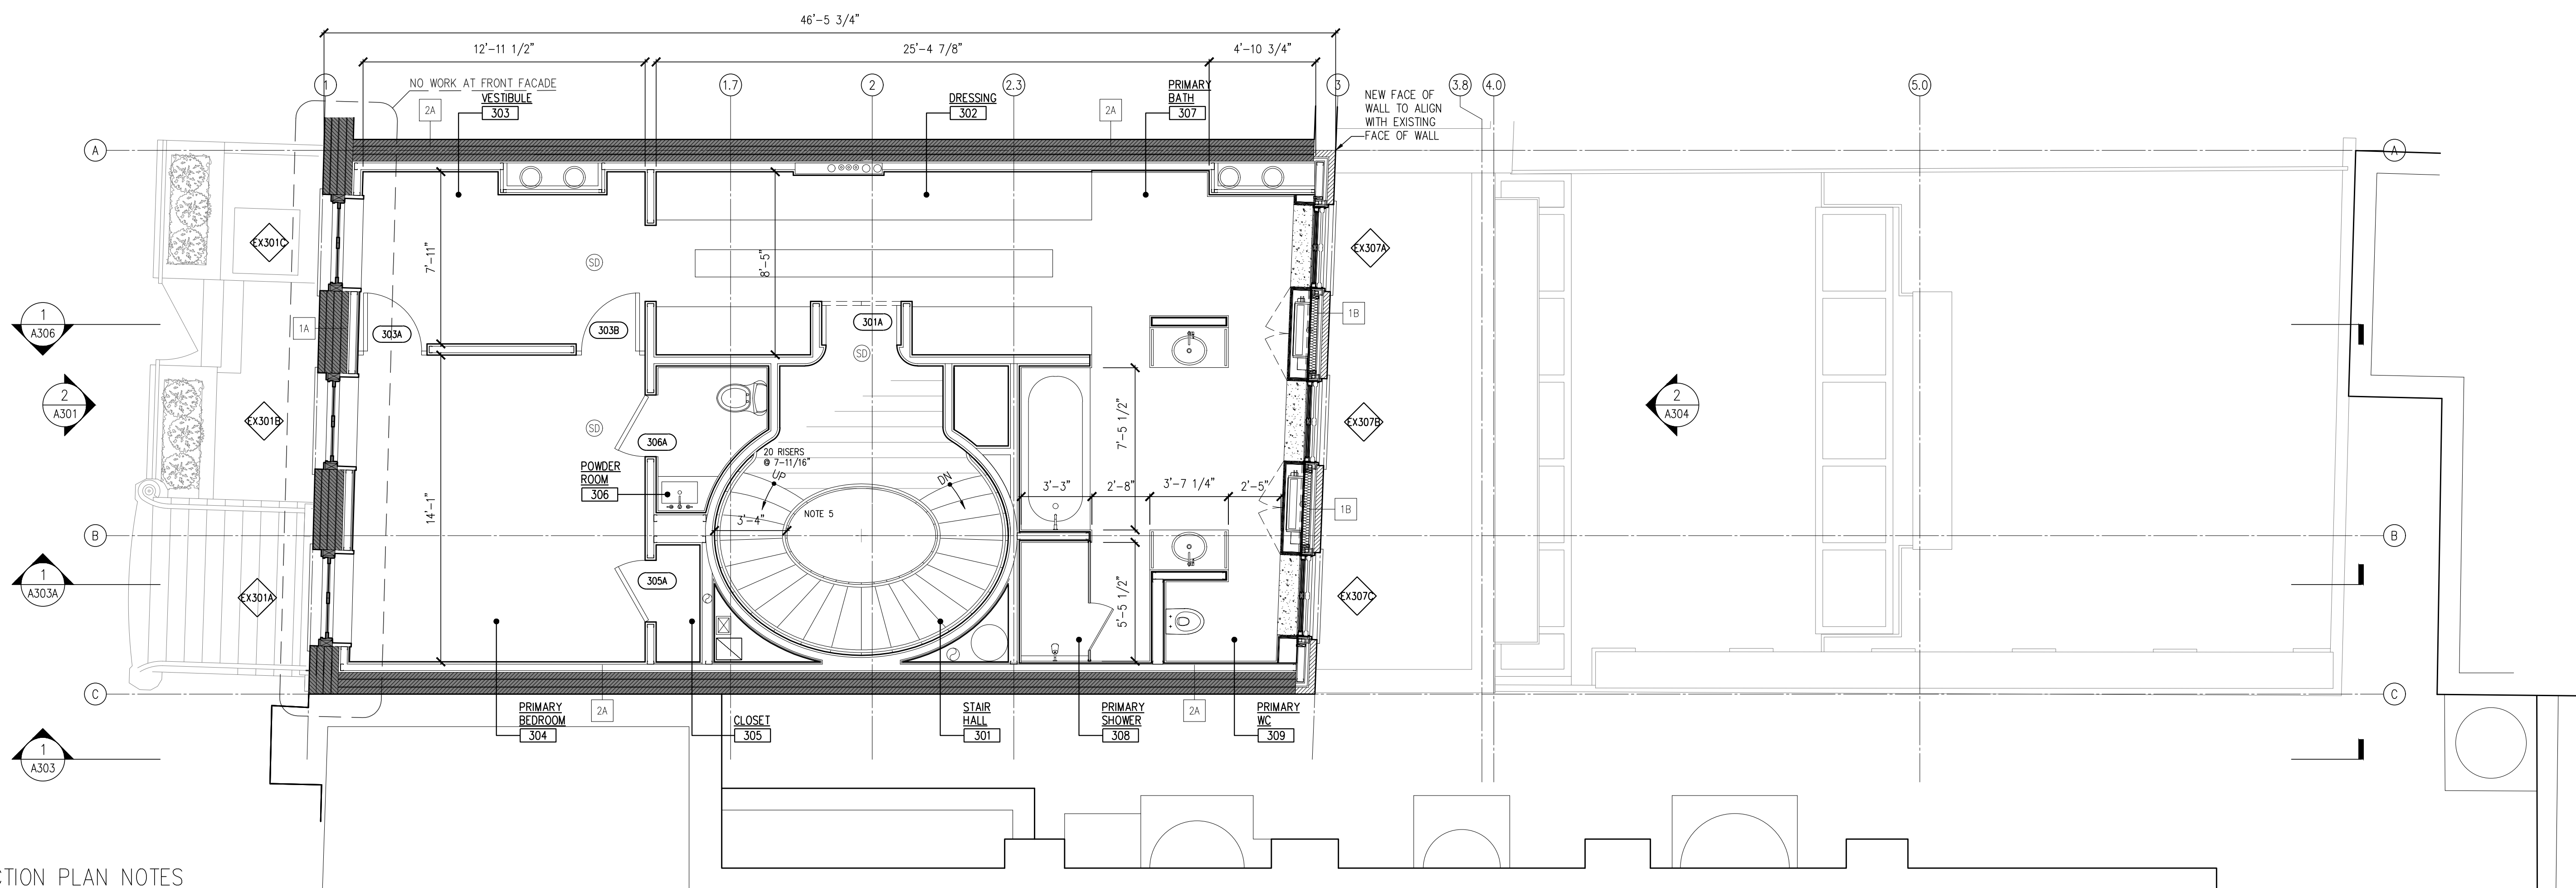 46'-5 3/4"
12'-11 1/2"
25'-4 7/8"
4'-10 3/4"
NO WORK AT FRONT FACADE
1
1.7
2
2.3
3
3.8
4.0
5.0
VESTIBULE
303
2A
DRESSING
302
2A
PRIMARY
BATH
307
NEW FACE OF
WALL TO ALIGN
WITH EXISTING
FACE OF WALL
A
A
EX301C
7'-11"
SD
8'-5"
EX307A
1
A306
1A
303A
303B
301A
SD
1B
2
A301
EX301B
SD
306A
20 RISERS
@ 7-11/16"
UP
DN
7'-5 1/2"
EX307B
2
A304
POWDER
ROOM
306
14'-1"
3'-4"
NOTE 5
3'-3"
2'-8"
3'-7 1/4"
2'-5"
1B
B
B
1
A303A
EX301A
305A
5'-5 1/2"
EX307C
C
C
PRIMARY
BEDROOM
304
2A
CLOSET
305
STAIR
HALL
301
PRIMARY
SHOWER
308
2A
PRIMARY
WC
309
1
A303
CTION PLAN NOTES